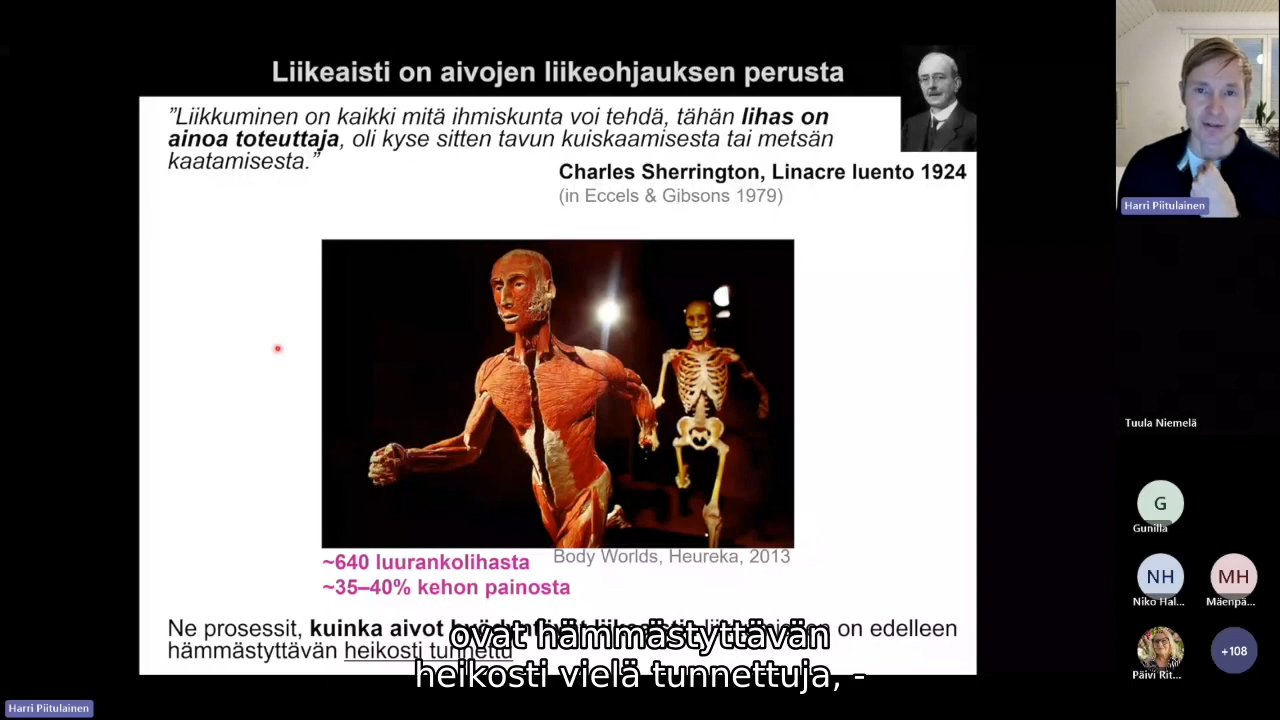 Liikeaisti on aivojen liikeohjauksen perusta
”Liikkuminen on kaikki mitä ihmiskunta voi tehdä, tähän lihas on
ainoa toteuttaja, oli kyse sitten tavun kuiskaamisesta tai metsän
kaatamisesta.”
Charles Sherrington, Linacre luento 1924
(in Eccels & Gibsons 1979)
~640 luurankolihasta
Body Worlds, Heureka, 2013
~35–40% kehon painosta
Ne prosessit, kuinka aivot on edelleen
hämmästyttävän heikosti tunnettu
ovat hämmästyttävän
heikosti vielä tunnettuja, -
Harri Piitulainen
Tuula Niemelä
G
Gunilla
NH
Niko Hal...
MH
Mäenpä...
Päivi Rit...
+108
Harri Piitulainen